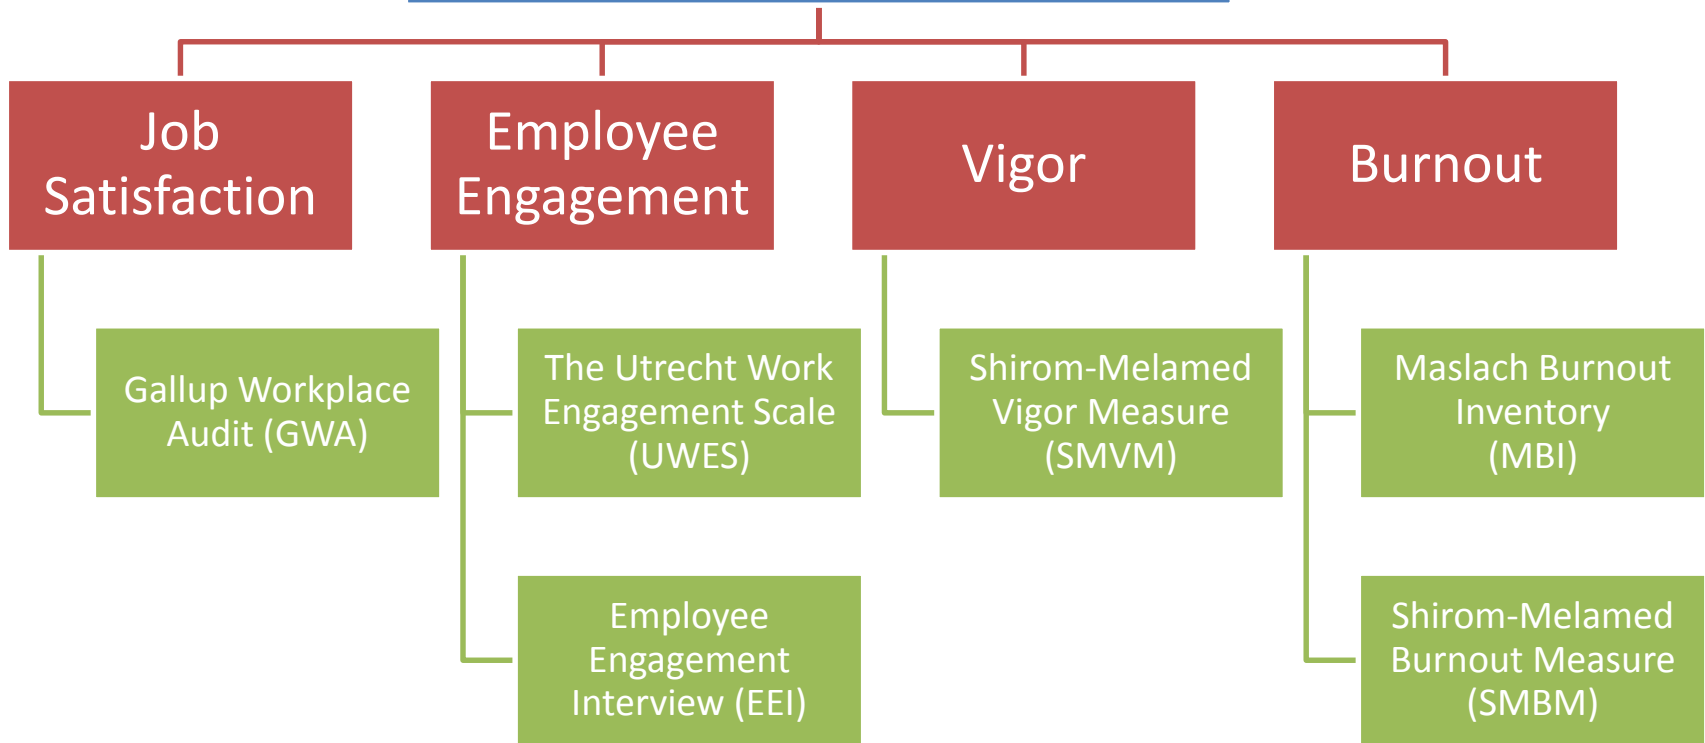 Job
Satisfaction
Employee
Engagement
Vigor
Burnout
Gallup Workplace
Audit (GWA)
The Utrecht Work
Engagement Scale
(UWES)
Shirom-Melamed
Vigor Measure
(SMVM)
Maslach Burnout
Inventory
(MBI)
Employee
Engagement
Interview (EEI)
Shirom-Melamed
Burnout Measure
(SMBM)